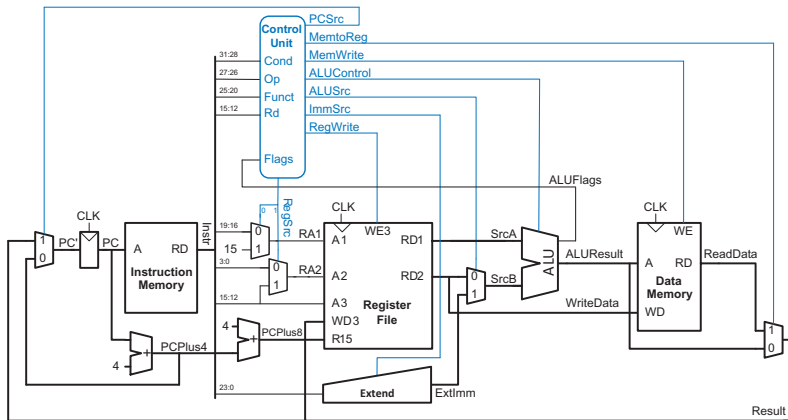 PCSrc
Control Unit
MemtoReg
31:28
Cond
MemWrite
27:26
Op
ALUControl
25:20
Funct
ALUSrc
15:12
Rd
ImmSrc
RegWrite
Flags
ALUFlags
CLK
Instr
0 1
RegSrc
CLK
CLK
19:16
0
RA1
A1
WE3
RD1
SrcA
WE
1
PC'
PC
A
RD
15
1
0
ALU
ALUResult
A
RD
ReadData
Instruction Memory
3:0
0
RA2
A2
RD2
0
SrcB
Data Memory
1
1
15:12
A3
Register File
WriteData
WD
WD3
4
PCPlus4
PCPlus8
R15
1
0
+
+
4
23:0
Extend
ExtImm
Result